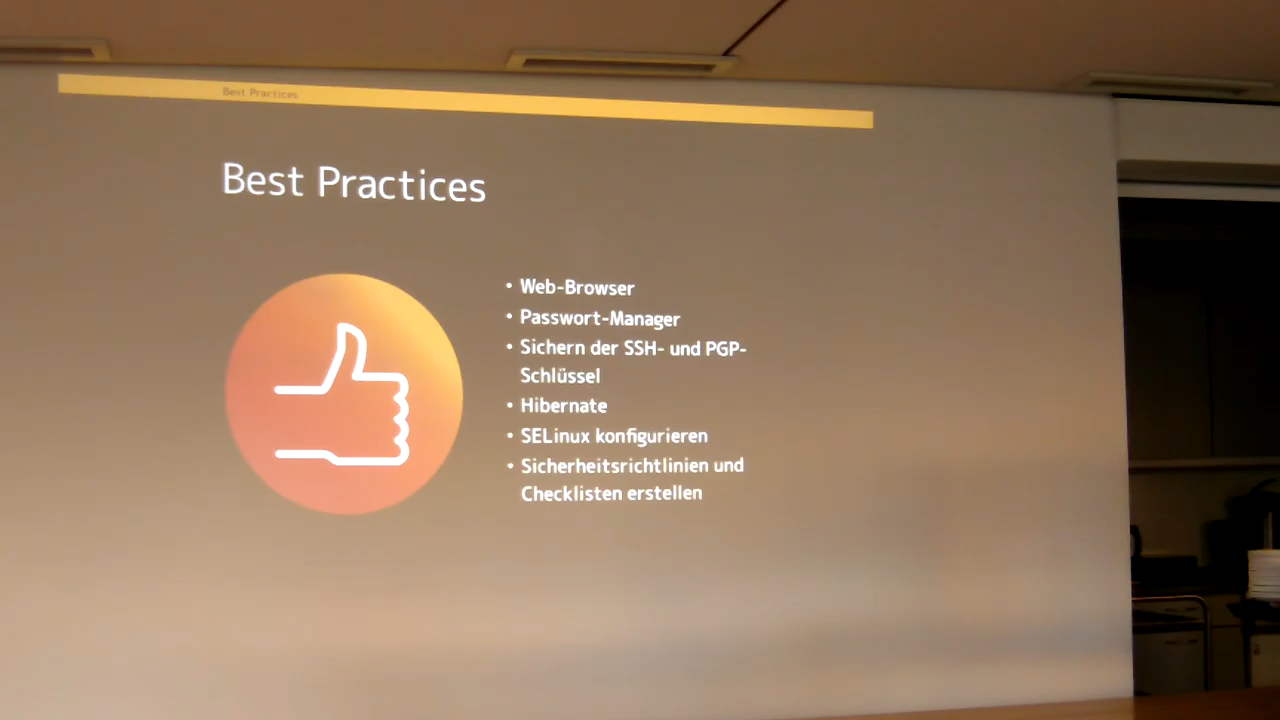 Best Practices
Best Practices
• Web-Browser
• Passwort-Manager
• Sichern der SSH- und PGP-
Schlüssel
• Hibernate
• SELinux konfigurieren
• Sicherheitsrichtlinien und
Checklisten erstellen